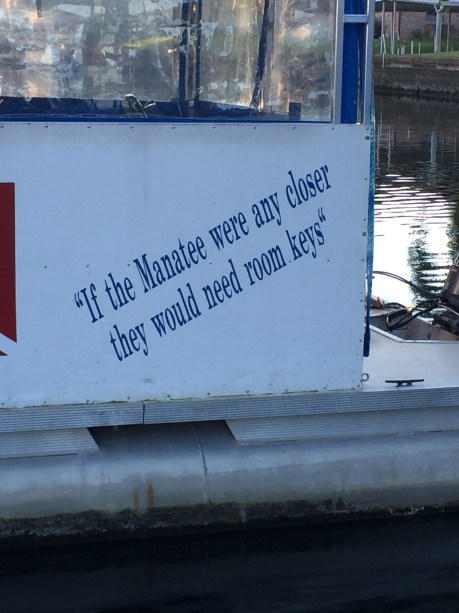 “If the Manatee were any closer
they would need room keys“